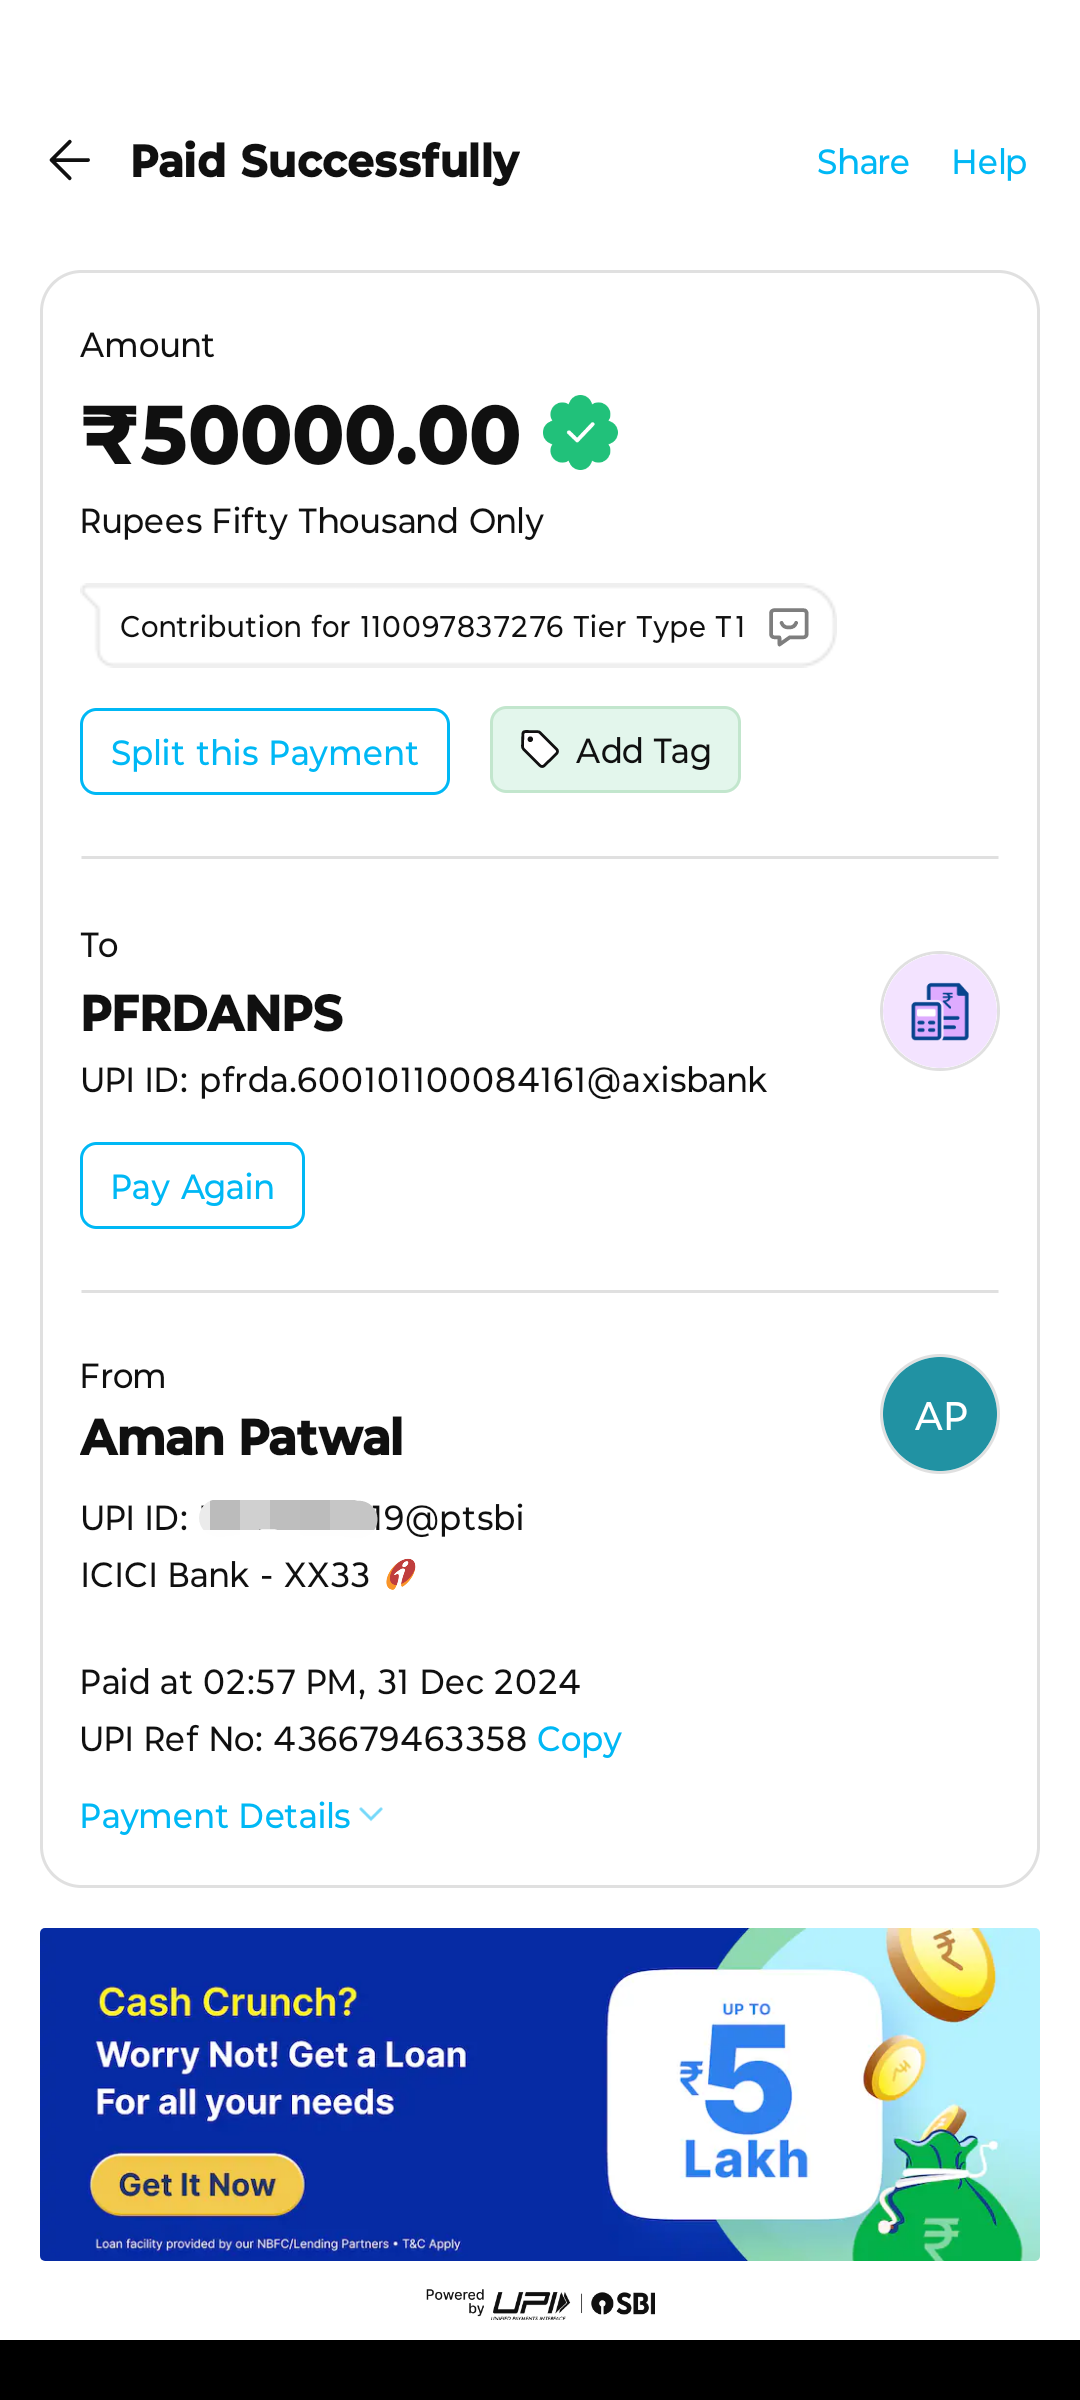 Paid Successfully
Share Help
Amount
₹50000.00
Rupees Fifty Thousand Only
Contribution for 110097837276 Tier Type T1
Split this Payment
Add Tag
To
PFRDANPS
UPI ID: pfrda.600101100084161@axisbank
Pay Again
From
Aman Patwal
AP
UPI ID: 19@ptsbi
ICICI Bank - XX33
Paid at 02:57 PM, 31 Dec 2024
UPI Ref No: 436679463358 Copy
Payment Details
Cash Crunch?
Worry Not! Get a Loan
For all your needs
Get It Now
Loan facility provided by our NBFC/Lending Partners • T&C Apply
UP TO
₹5
Lakh
Powered
by
UPI
UNIFIED PAYMENTS INTERFACE
SBI